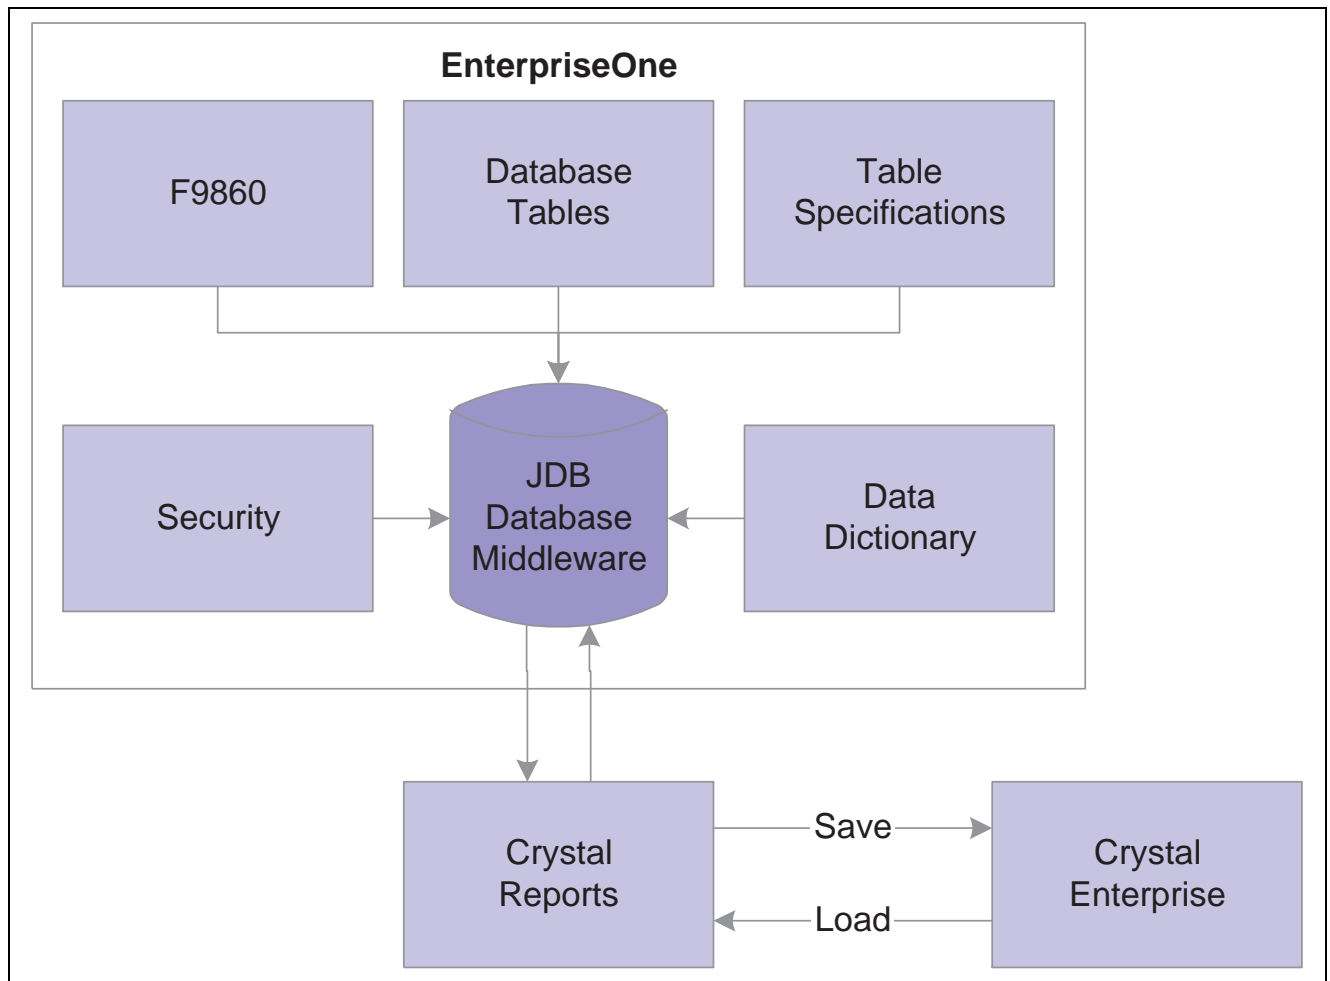 EnterpriseOne
F9860
Database
Tables
Table
Specifications
Security
JDB
Database
Middleware
Data
Dictionary
Crystal
Reports
Save
Load
Crystal
Enterprise